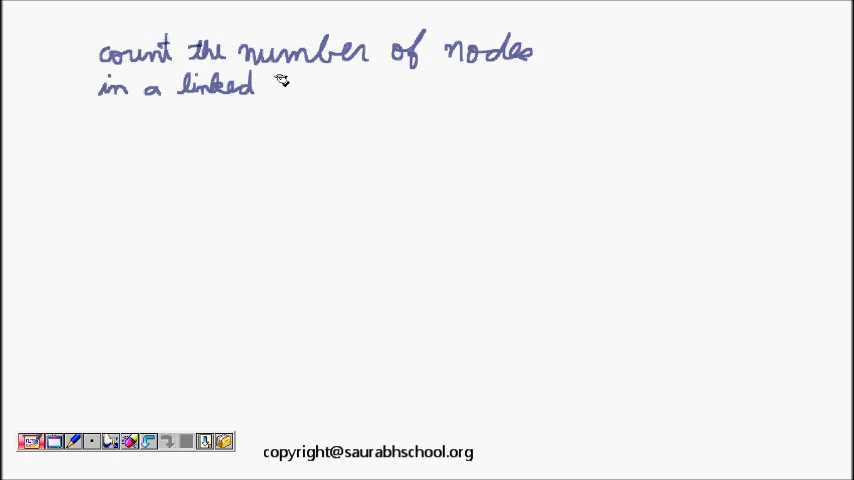 count the number of nodes
in a linked
copyright@saurabhschool.org